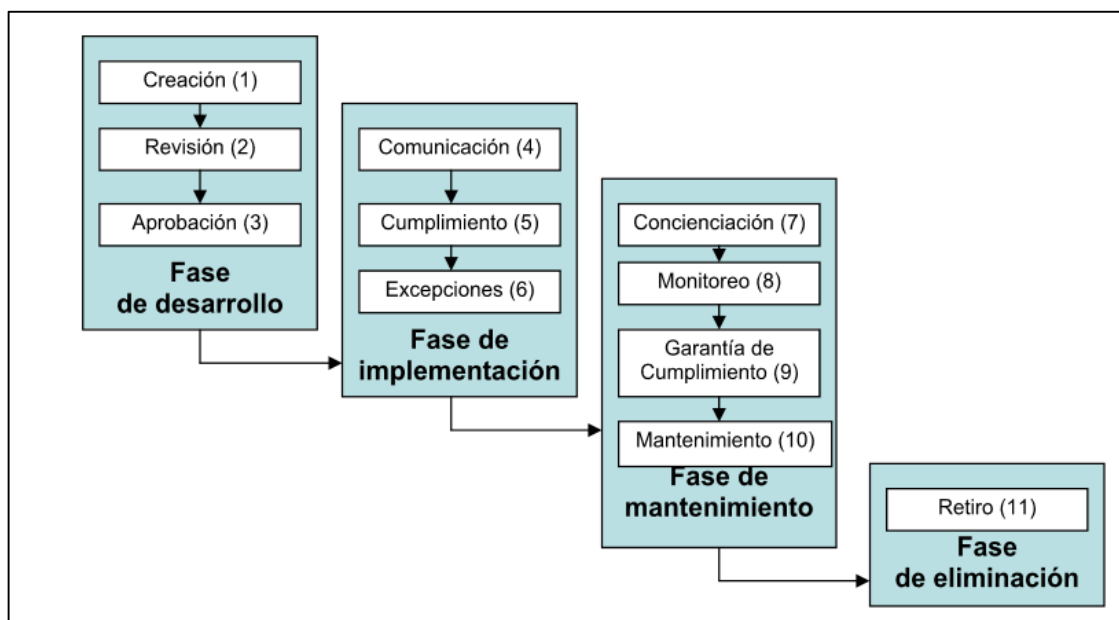 Creación (1)
Revisión (2)
Aprobación (3)
Fase
de desarrollo
Comunicación (4)
Cumplimiento (5)
Excepciones (6)
Fase de
implementación
Concienciación (7)
Monitoreo (8)
Garantía de
Cumplimiento (9)
Mantenimiento (10)
Fase de
mantenimiento
Retiro (11)
Fase
de eliminación